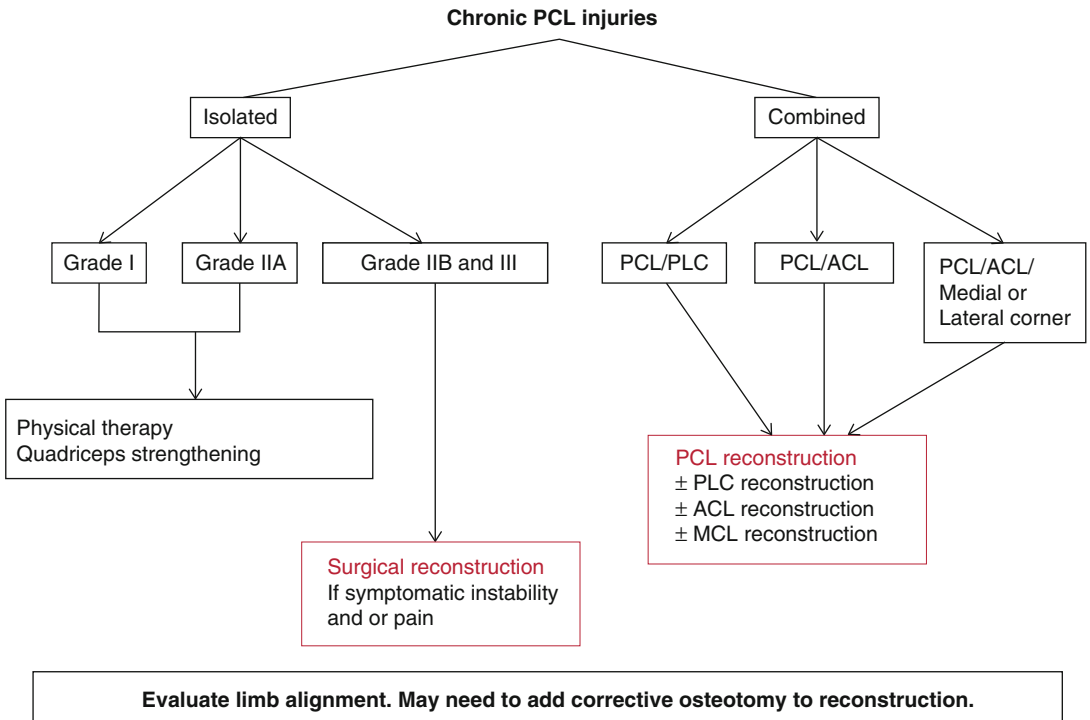 Chronic PCL injuries
Isolated
Combined
Grade I
Grade IIA
Grade IIB and III
PCL/PLC
PCL/ACL
PCL/ACL/
Medial or
Lateral corner
Physical therapy
Quadriceps strengthening
PCL reconstruction
± PLC reconstruction
± ACL reconstruction
± MCL reconstruction
Surgical reconstruction
If symptomatic instability
and or pain
Evaluate limb alignment. May need to add corrective osteotomy to reconstruction.